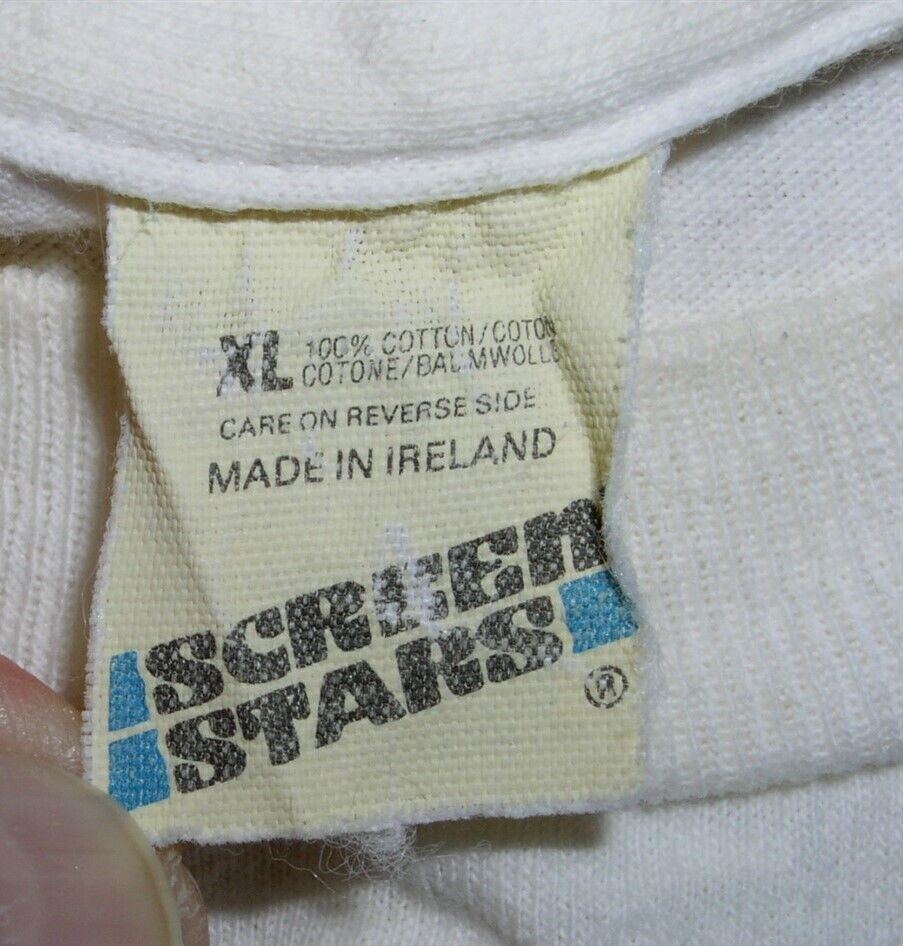 XL 100% COTTON/COTON
COTONE/BAUMWOLLE
CARE ON REVERSE SIDE
MADE IN IRELAND
SCREEN
STARS ®